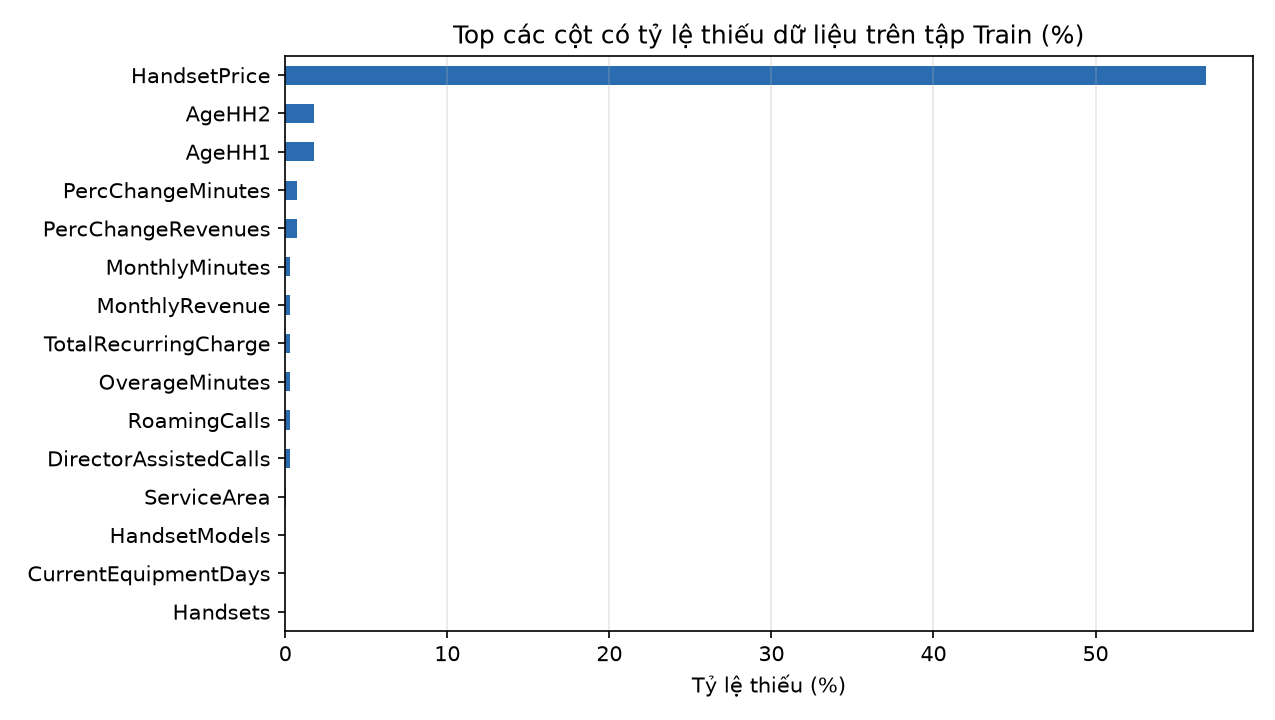 Top các cột có tỷ lệ thiếu dữ liệu trên tập Train (%)
HandsetPrice
AgeHH2
AgeHH1
PercChangeMinutes
PercChangeRevenues
MonthlyMinutes
MonthlyRevenue
TotalRecurringCharge
OverageMinutes
RoamingCalls
DirectorAssistedCalls
ServiceArea
HandsetModels
CurrentEquipmentDays
Handsets
0 10 20 30 40 50
Tỷ lệ thiếu (%)